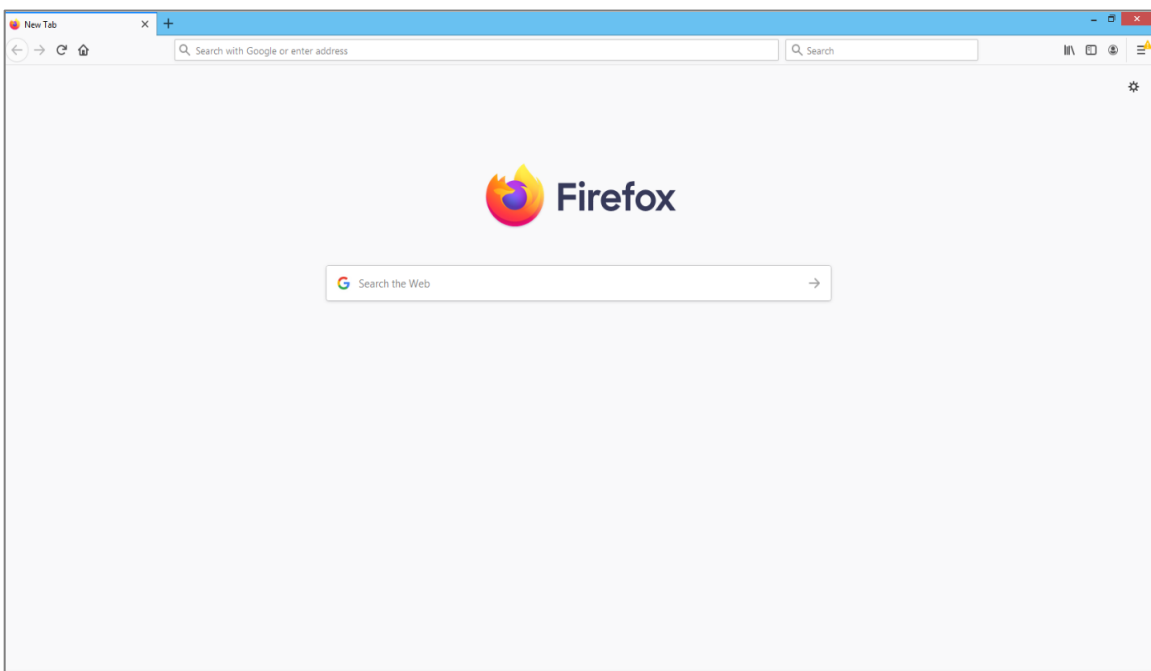 New Tab
Search with Google or enter address
Search
Firefox
Search the Web